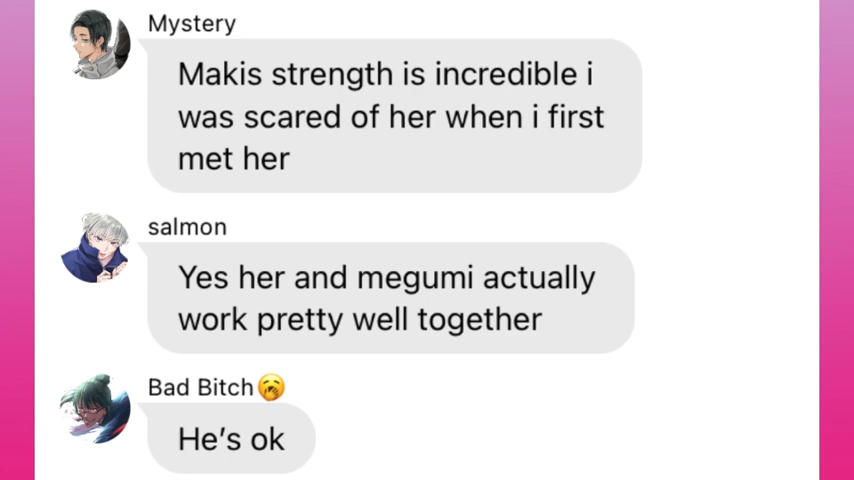 Mystery
Makis strength is incredible i
was scared of her when i first
met her
salmon
Yes her and megumi actually
work pretty well together
Bad Bitch🥱
He’s ok